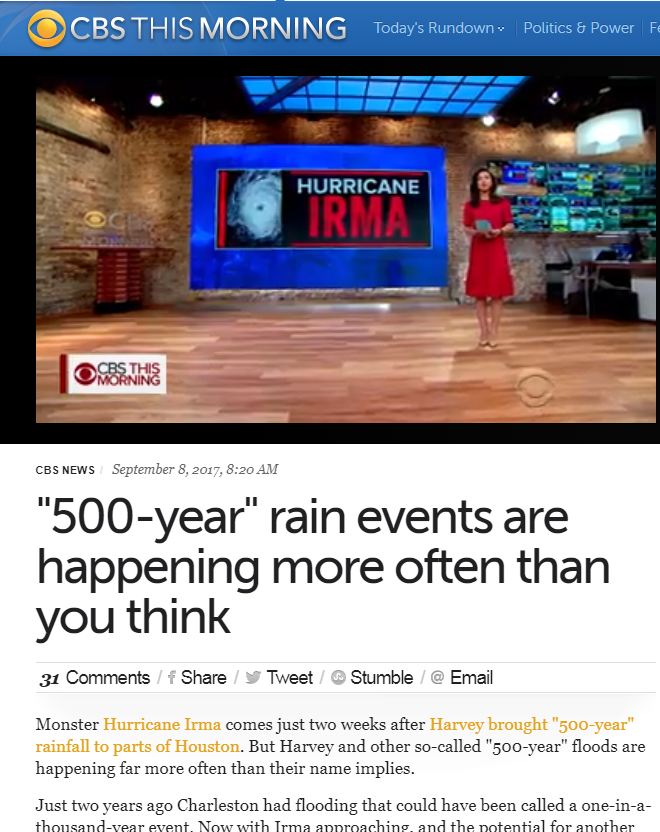 CBS THIS MORNING Today's Rundown Politics & Power Fe
HURRICANE
IRMA
CBS THIS
MORNING
CBS NEWS / September 8, 2017, 8:20 AM
"500-year" rain events are
happening more often than
you think
31 Comments / f Share / Tweet / Stumble / @ Email
Monster Hurricane Irma comes just two weeks after Harvey brought "500-year"
rainfall to parts of Houston. But Harvey and other so-called "500-year" floods are
happening far more often than their name implies.
Just two years ago Charleston had flooding that could have been called a one-in-a-
thousand-year event. Now with Irma approaching, and the potential for another